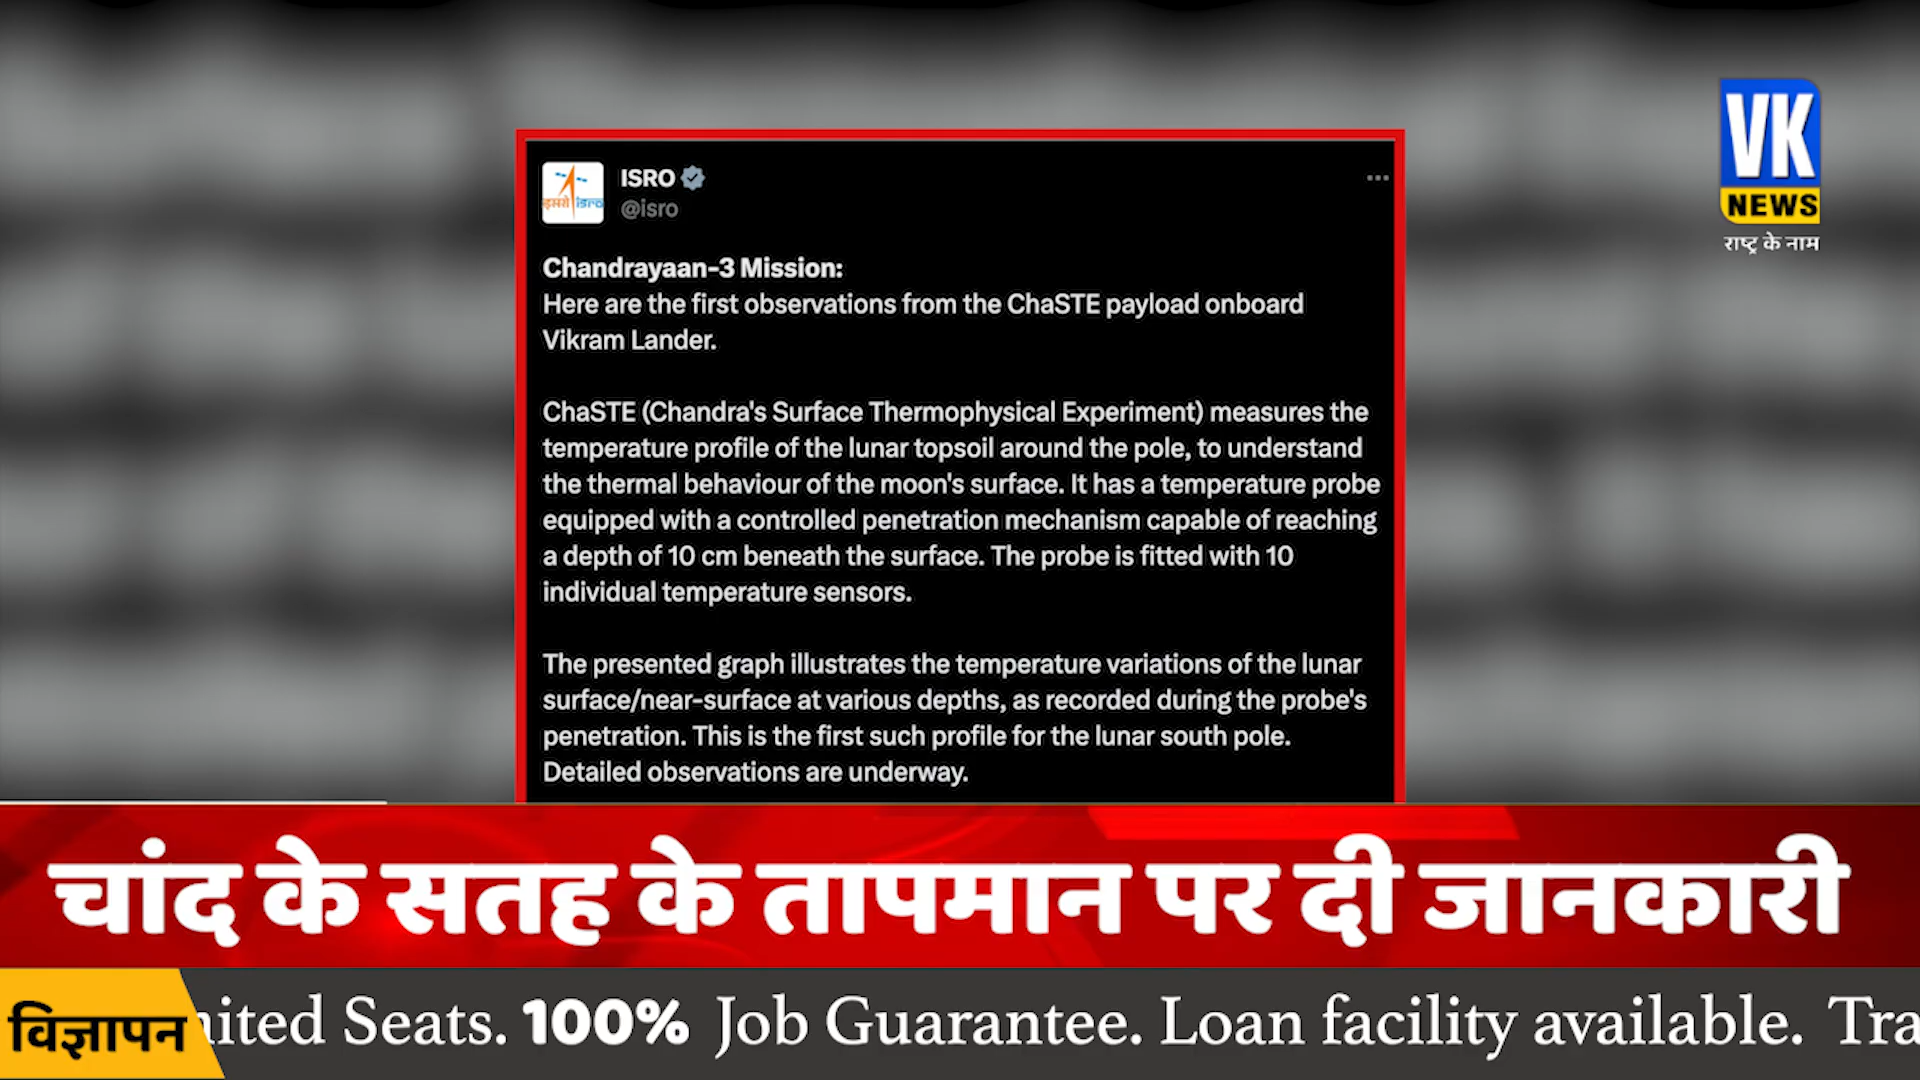 ISRO
@isro
इसरो isro
Chandrayaan-3 Mission:
Here are the first observations from the ChaSTE payload onboard
Vikram Lander.
ChaSTE (Chandra's Surface Thermophysical Experiment) measures the
temperature profile of the lunar topsoil around the pole, to understand
the thermal behaviour of the moon's surface. It has a temperature probe
equipped with a controlled penetration mechanism capable of reaching
a depth of 10 cm beneath the surface. The probe is fitted with 10
individual temperature sensors.
The presented graph illustrates the temperature variations of the lunar
surface/near-surface at various depths, as recorded during the probe's
penetration. This is the first such profile for the lunar south pole.
Detailed observations are underway.
VK
NEWS
राष्ट्र के नाम
चांद के सतह के तापमान पर दी जानकारी
विज्ञापन
Seats. 100% Job Guarantee. Loan facility available.